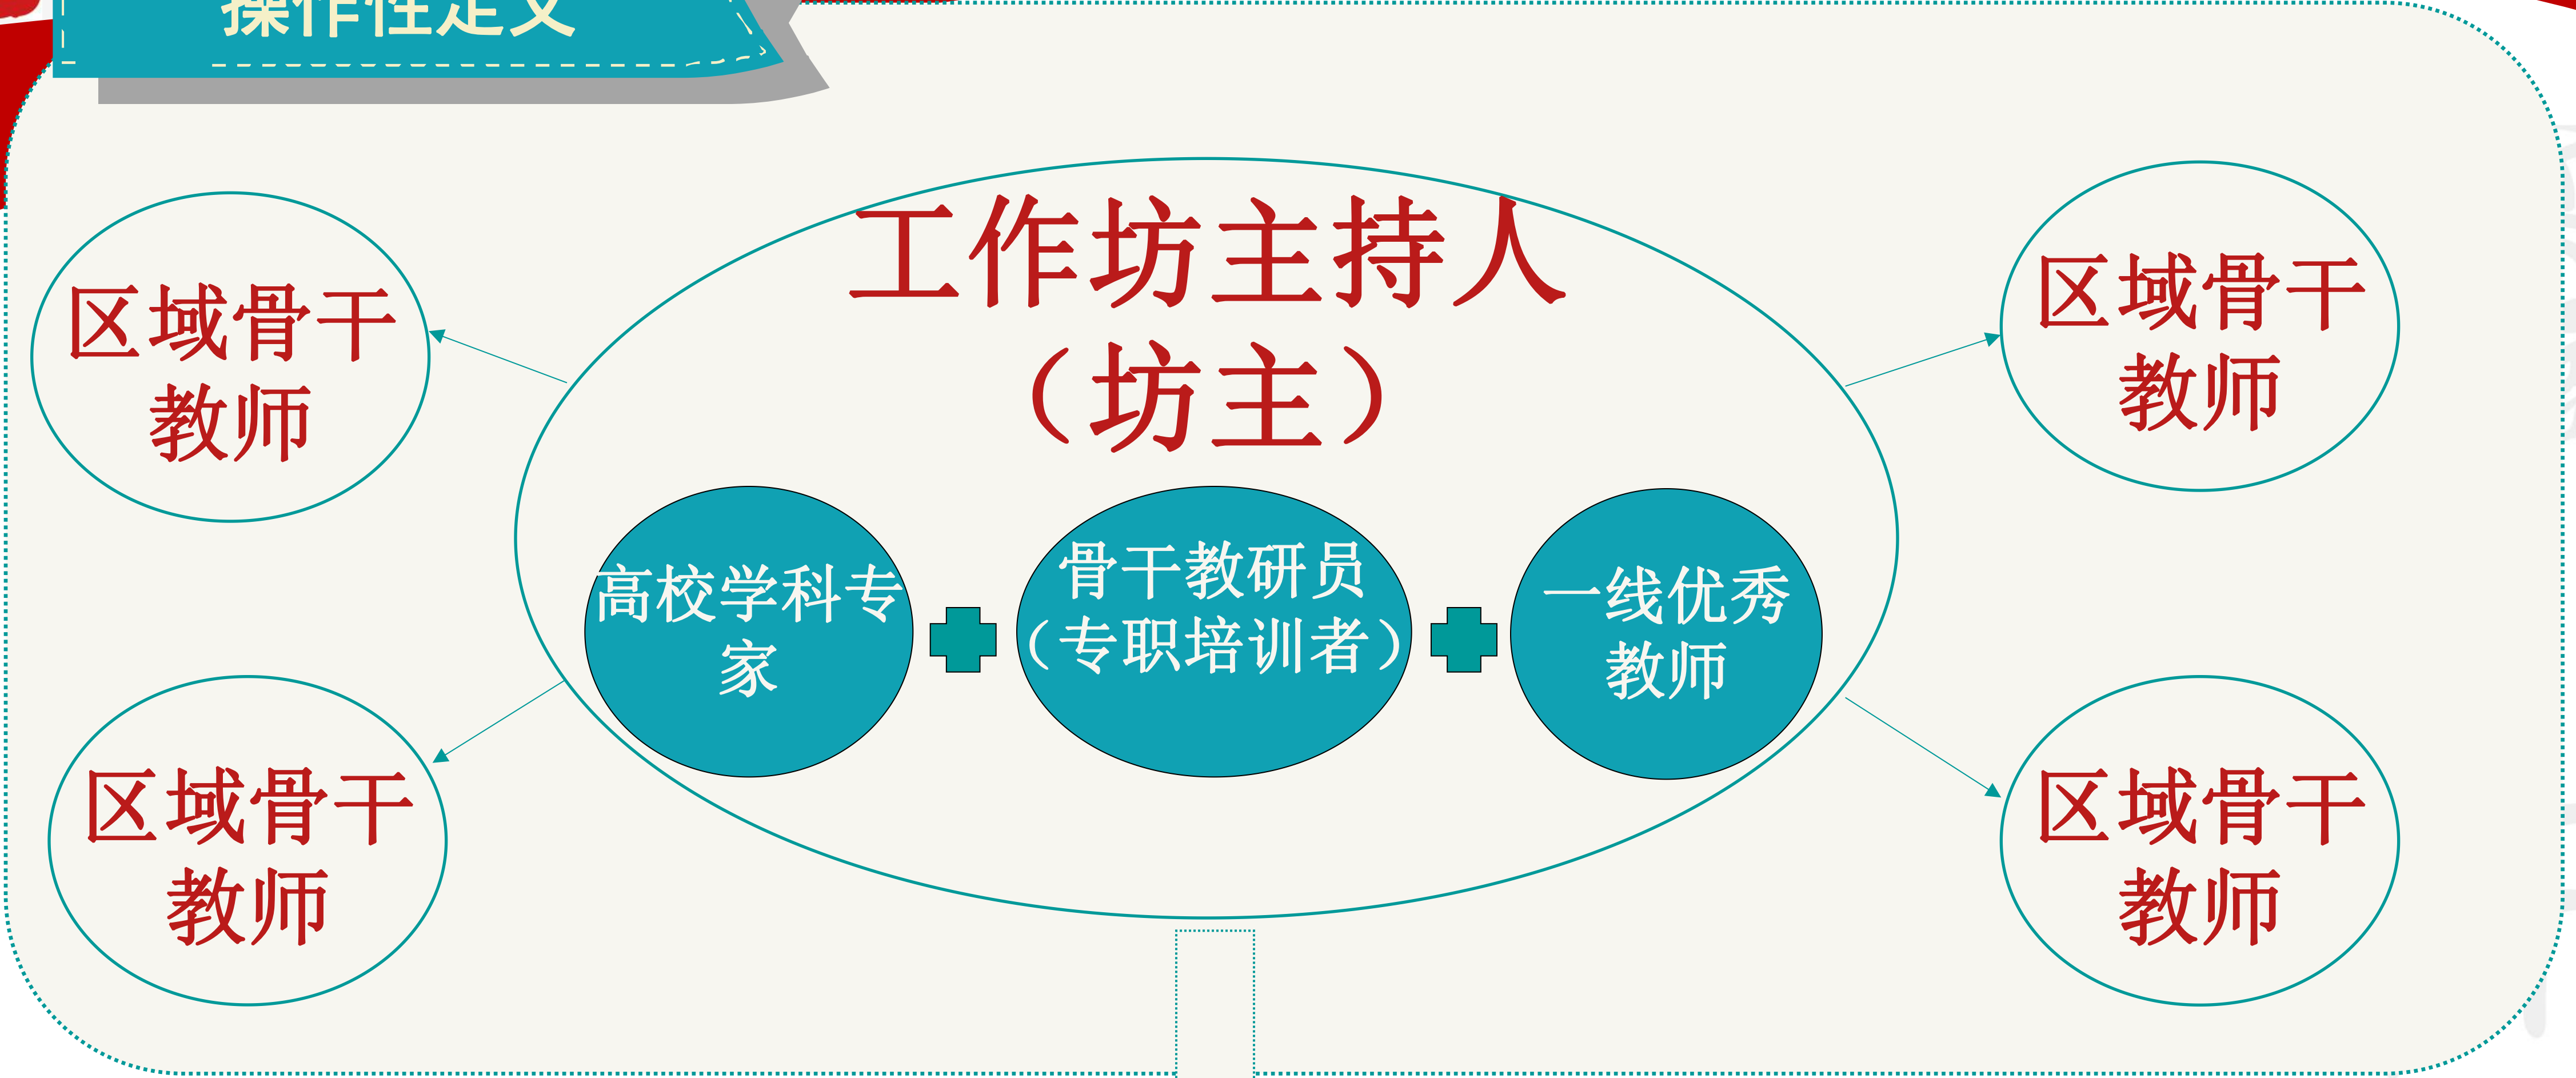 操作性定义
工作坊主持人
（坊主）
区域骨干
教师
区域骨干
教师
高校学科专
家
骨干教研员
（专职培训者）
一线优秀
教师
区域骨干
教师
区域骨干
教师